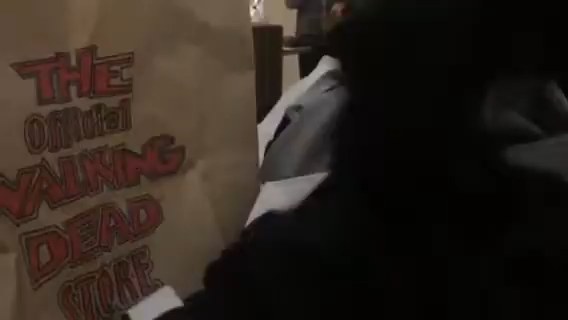 THE
Official
WALKING
DEAD
STORE